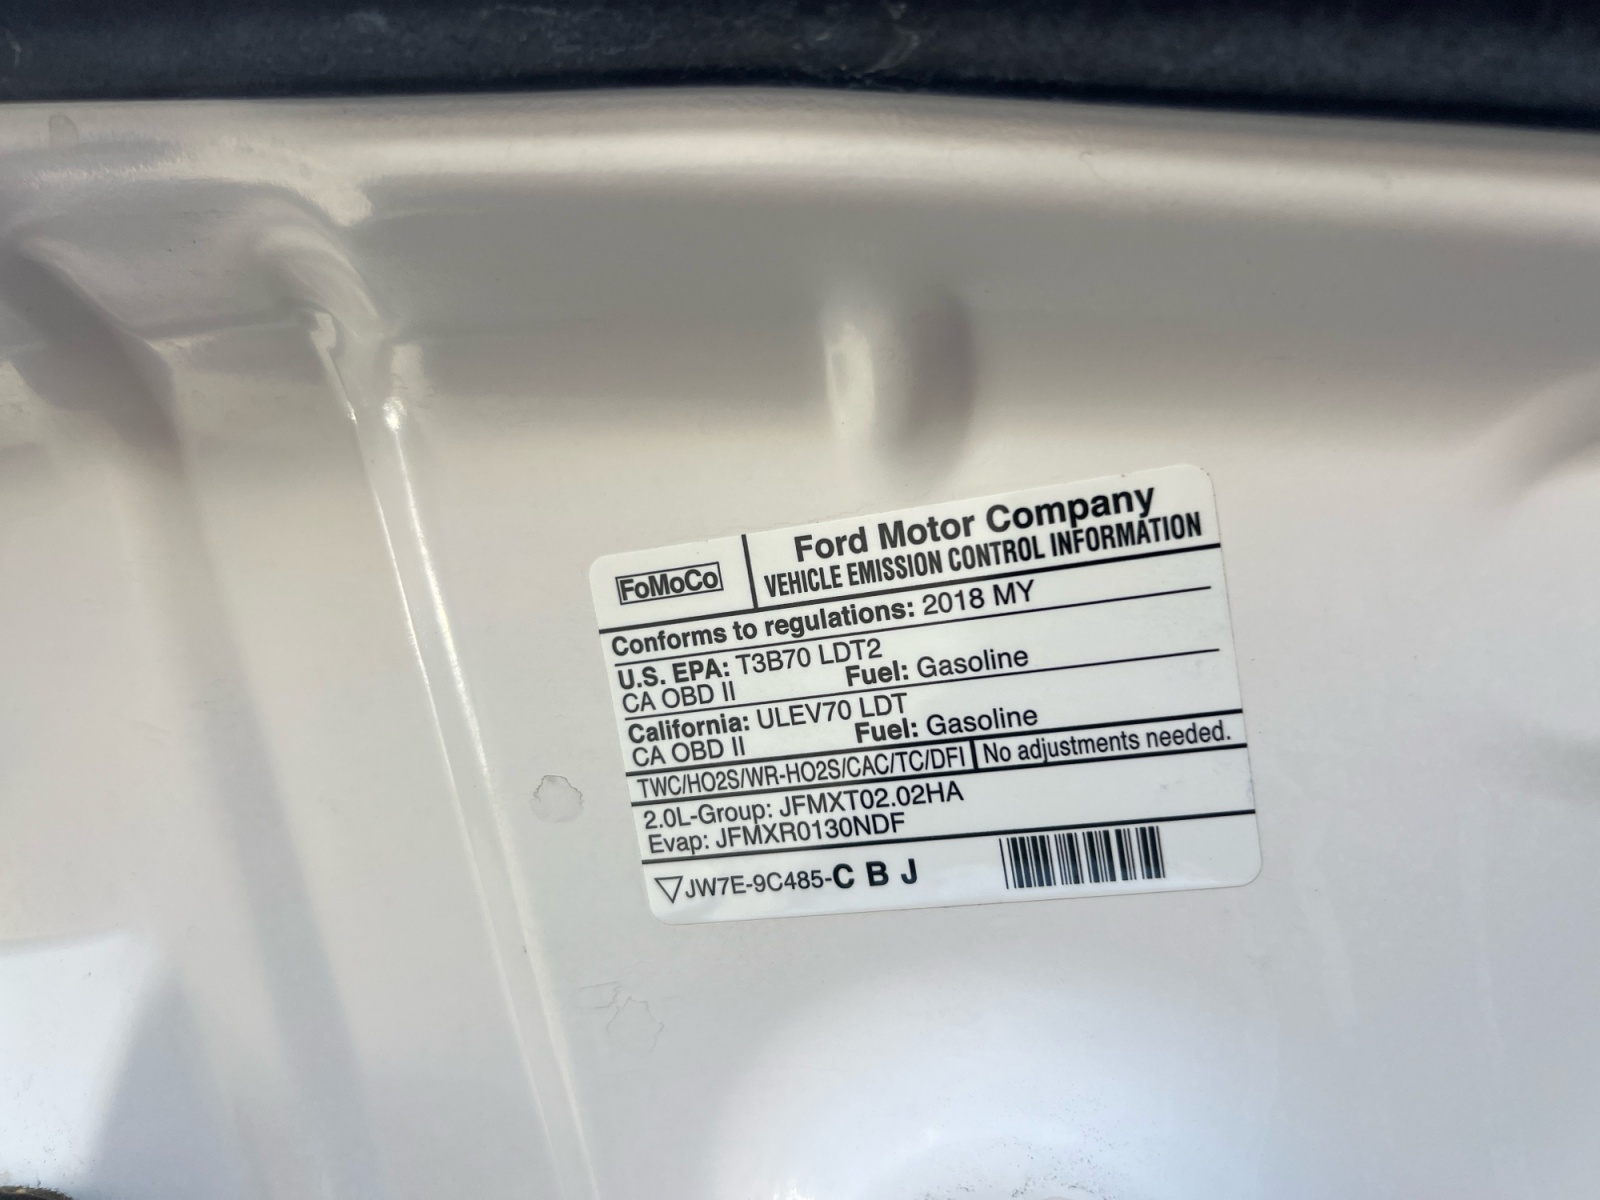 FoMoCo
Ford Motor Company
VEHICLE EMISSION CONTROL INFORMATION
Conforms to regulations: 2018 MY
U.S. EPA: T3B70 LDT2
CA OBD II Fuel: Gasoline
California: ULEV70 LDT
CA OBD II Fuel: Gasoline
TWC/HO2S/WR-HO2S/CAC/TC/DFI No adjustments needed.
2.0L-Group: JFMXT02.02HA
Evap: JFMXR0130NDF
JW7E-9C485-C B J